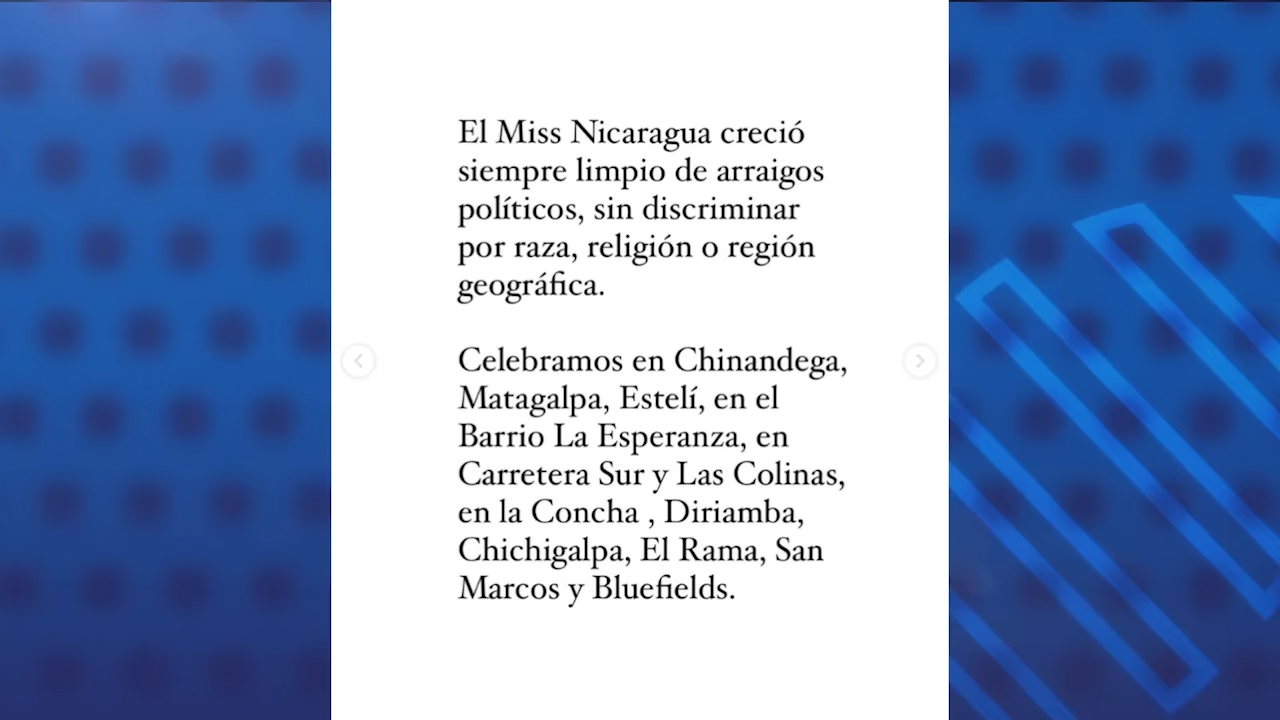 El Miss Nicaragua creció
siempre limpio de arraigos
políticos, sin discriminar
por raza, religión o región
geográfica.
Celebramos en Chinandega,
Matagalpa, Estelí, en el
Barrio La Esperanza, en
Carretera Sur y Las Colinas,
en la Concha , Diriamba,
Chichigalpa, El Rama, San
Marcos y Bluefields.